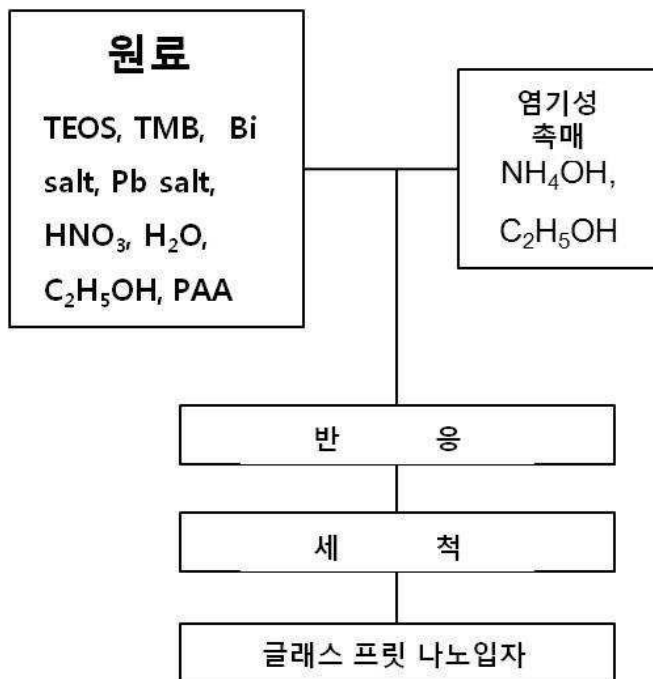 원료
TEOS, TMB, Bi
salt, Pb salt,
HNO₃, H₂O,
C₂H₅OH, PAA
염기성
촉매
NH₄OH,
C₂H₅OH
반 응
세 척
글래스 프릿 나노입자